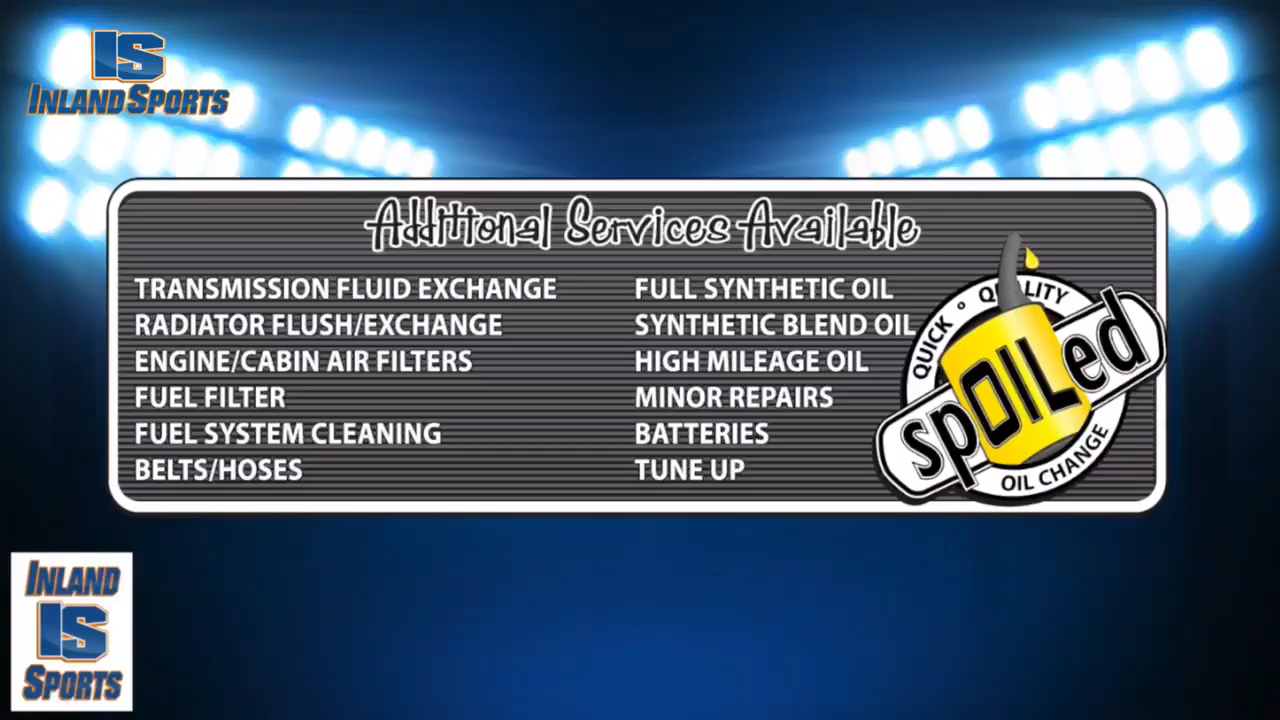 IS
INLAND SPORTS
Additional Services Available
TRANSMISSION FLUID EXCHANGE
RADIATOR FLUSH/EXCHANGE
ENGINE/CABIN AIR FILTERS
FUEL FILTER
FUEL SYSTEM CLEANING
BELTS/HOSES
FULL SYNTHETIC OIL
SYNTHETIC BLEND OIL
HIGH MILEAGE OIL
MINOR REPAIRS
BATTERIES
TUNE UP
QUICK QUALITY
spOILed
OIL CHANGE
INLAND
IS
SPORTS